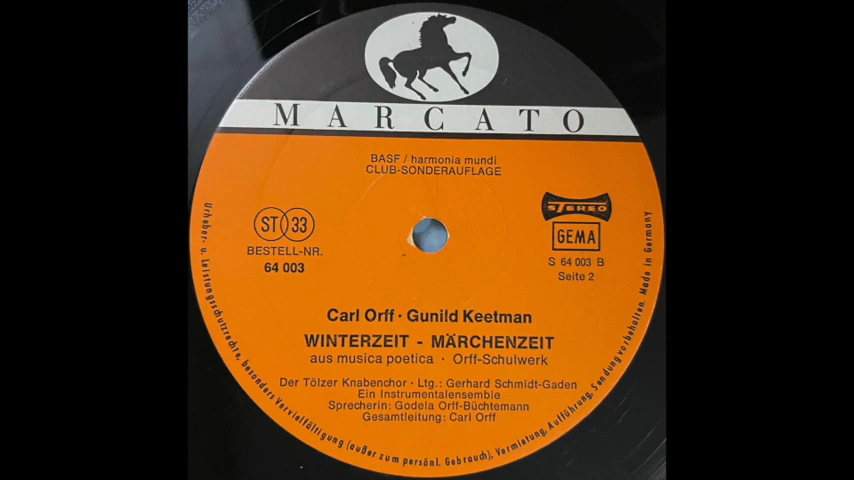 MARCATO
BASF / harmonia mundi
CLUB-SONDERAUFLAGE
ST 33
BESTELL-NR.
64 003
STEREO
GEMA
S 64 003 B
Seite 2
Carl Orff · Gunild Keetman
WINTERZEIT - MÄRCHENZEIT
aus musica poetica · Orff-Schulwerk
Der Tölzer Knabenchor · Ltg.: Gerhard Schmidt-Gaden
Ein Instrumentalensemble
Sprecherin: Godela Orff-Büchtemann
Gesamtleitung: Carl Orff
Urheber- u. Leistungsschutzrechte, besonders Vervielfältigung (außer zum persönl. Gebrauch), Vermietung, Aufführung, Sendung vorbehalten. Made in Germany